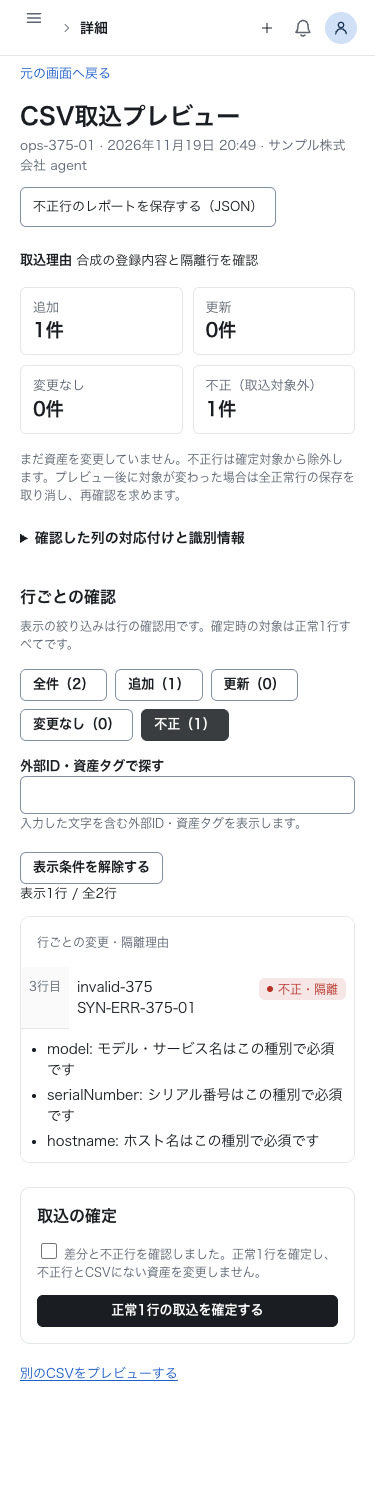 詳細
元の画面へ戻る
CSV取込プレビュー
ops-375-01 · 2026年11月19日 20:49 · サンプル株式
会社 agent
不正行のレポートを保存する（JSON）
取込理由 合成の登録内容と隔離行を確認
追加
1件
更新
0件
変更なし
0件
不正（取込対象外）
1件
まだ資産を変更していません。不正行は確定対象から除外し
ます。プレビュー後に対象が変わった場合は全正常行の保存を
取り消し、再確認を求めます。
確認した列の対応付けと識別情報
行ごとの確認
表示の絞り込みは行の確認用です。確定時の対象は正常1行す
べてです。
全件（2） 追加（1） 更新（0）
変更なし（0） 不正（1）
外部ID・資産タグで探す
入力した文字を含む外部ID・資産タグを表示します。
表示条件を解除する
表示1行 / 全2行
行ごとの変更・隔離理由
3行目 invalid-375 不正・隔離
SYN-ERR-375-01
model: モデル・サービス名はこの種別で必須
です
serialNumber: シリアル番号はこの種別で必須
です
hostname: ホスト名はこの種別で必須です
取込の確定
差分と不正行を確認しました。正常1行を確定し、
不正行とCSVにない資産を変更しません。
正常1行の取込を確定する
別のCSVをプレビューする